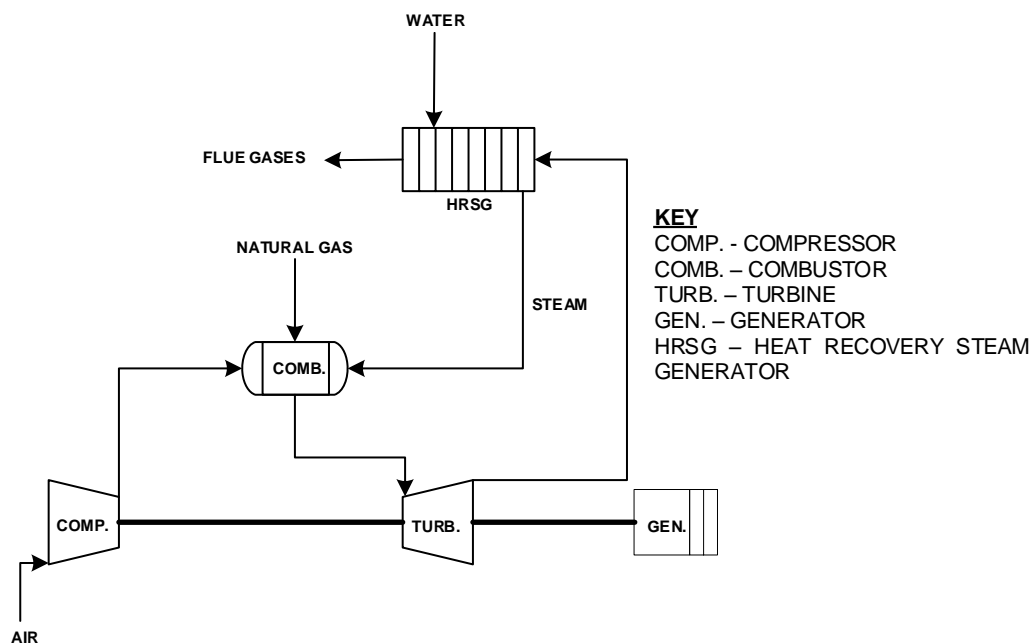 WATER
FLUE GASES
HRSG
KEY
COMP. - COMPRESSOR
COMB. – COMBUSTOR
TURB. – TURBINE
GEN. – GENERATOR
HRSG – HEAT RECOVERY STEAM
GENERATOR
NATURAL GAS
STEAM
COMB.
COMP.
TURB.
GEN.
AIR